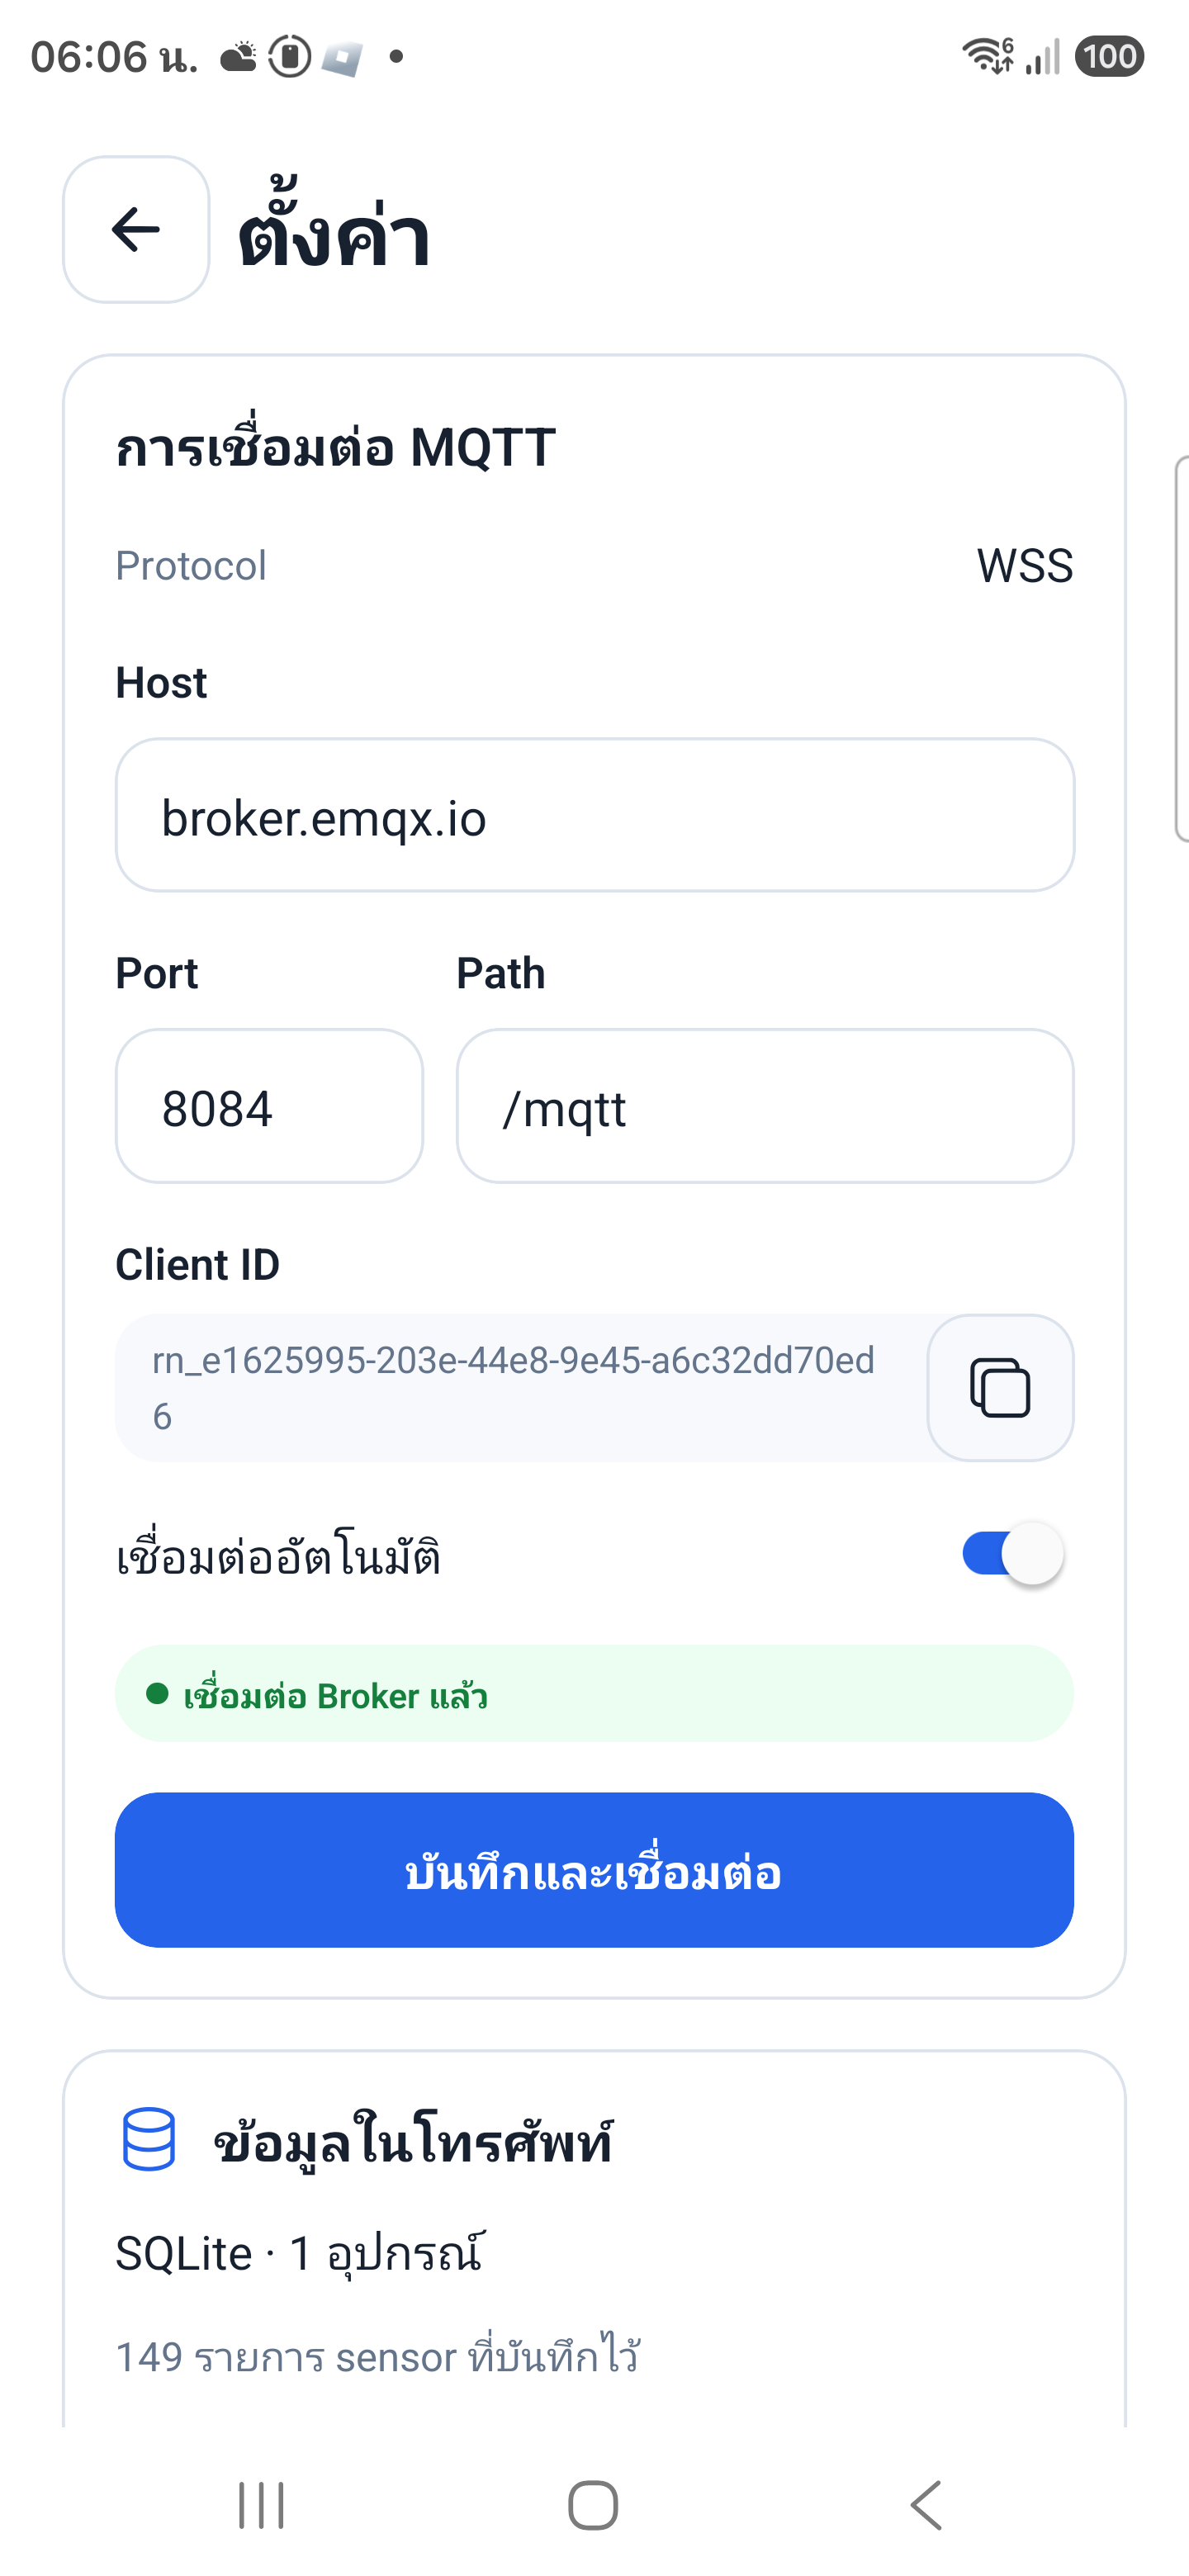 06:06 น.
6
100
ตั้งค่า
การเชื่อมต่อ MQTT
Protocol
WSS
Host
broker.emqx.io
Port
Path
8084
/mqtt
Client ID
rn_e1625995-203e-44e8-9e45-a6c32dd70ed
6
เชื่อมต่ออัตโนมัติ
เชื่อมต่อ Broker แล้ว
บันทึกและเชื่อมต่อ
ข้อมูลในโทรศัพท์
SQLite · 1 อุปกรณ์
149 รายการ sensor ที่บันทึกไว้